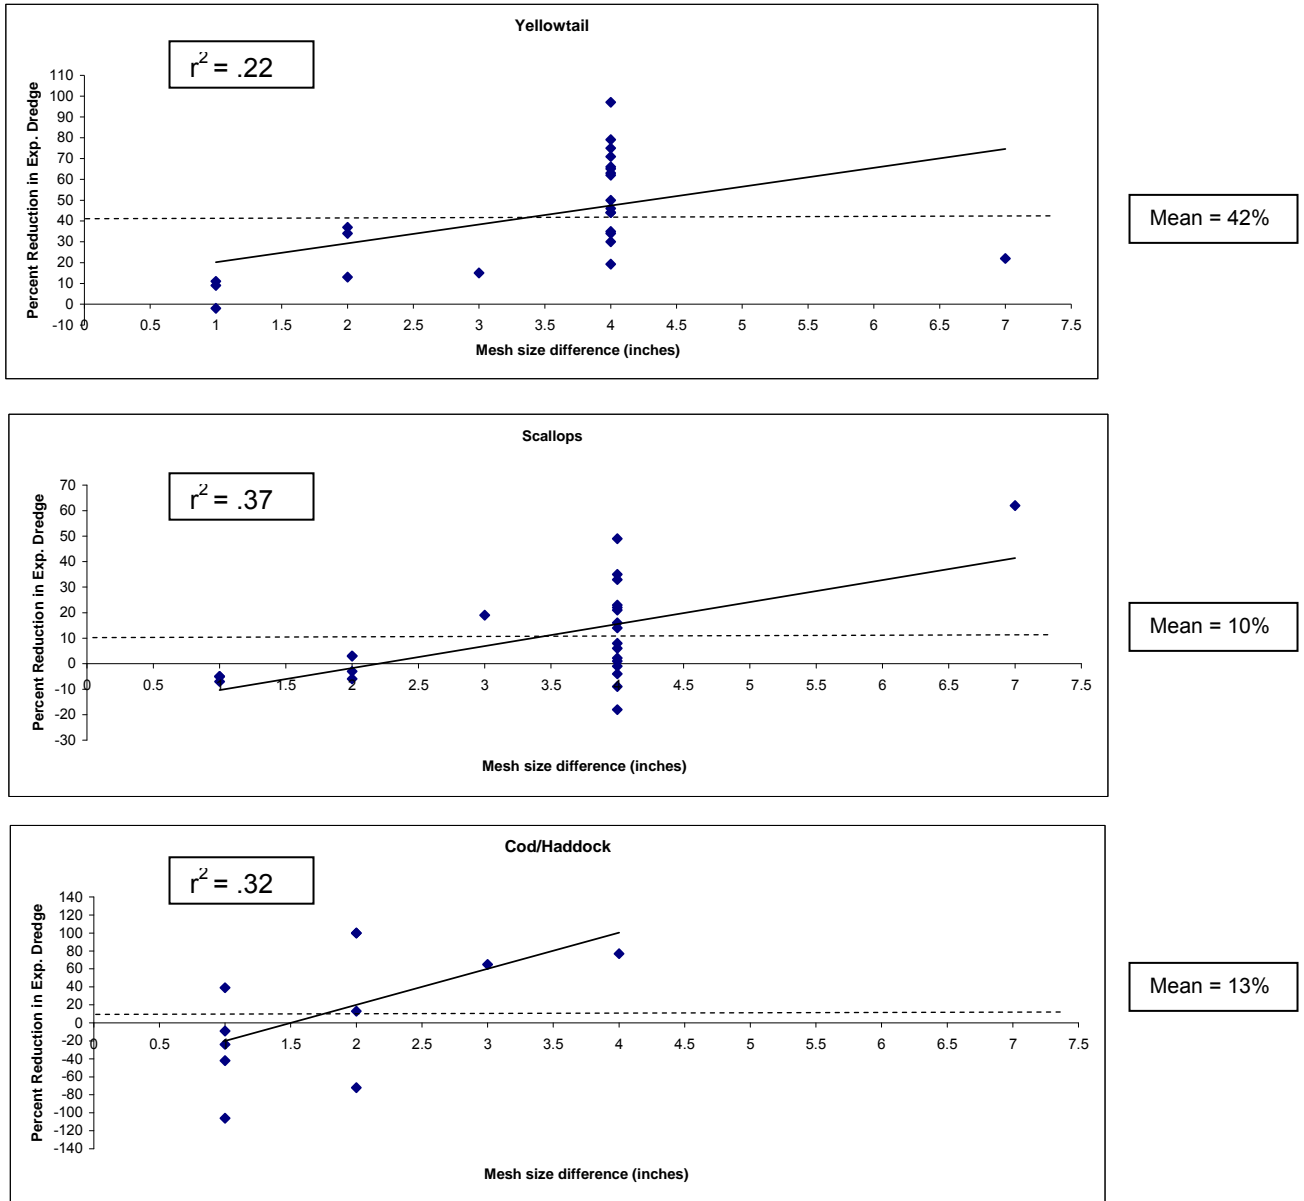 Yellowtail
r² = .22
110
100
90
80
70
60
50
40
30
20
10
0
-10
Percent Reduction in Exp. Dredge
0 0.5 1 1.5 2 2.5 3 3.5 4 4.5 5 5.5 6 6.5 7 7.5
Mesh size difference (inches)
Mean = 42%
Scallops
r² = .37
70
60
50
40
30
20
10
0
-10
-20
-30
Percent Reduction in Exp. Dredge
0 0.5 1 1.5 2 2.5 3 3.5 4 4.5 5 5.5 6 6.5 7 7.5
Mesh size difference (inches)
Mean = 10%
Cod/Haddock
r² = .32
140
120
100
80
60
40
20
0
-20
-40
-60
-80
-100
-120
-140
Percent Reduction in Exp. Dredge
0 0.5 1 1.5 2 2.5 3 3.5 4 4.5 5 5.5 6 6.5 7 7.5
Mesh size difference (inches)
Mean = 13%